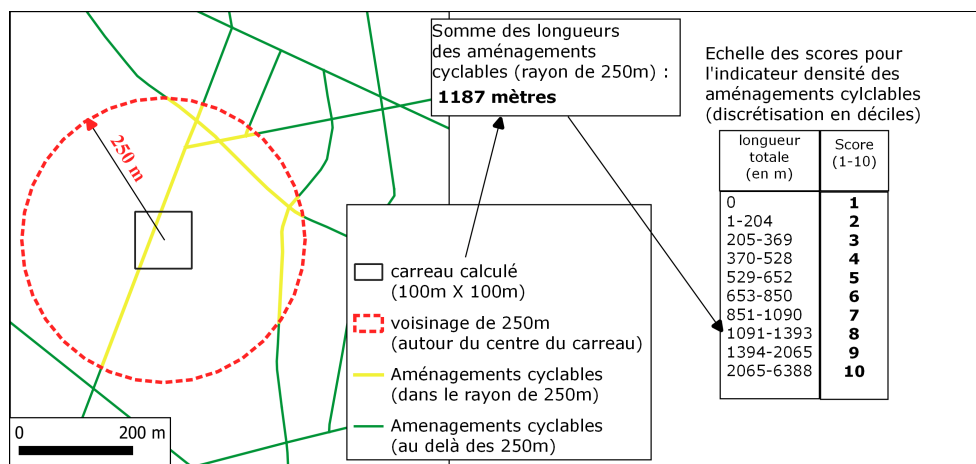 Somme des longueurs
des aménagements
cyclables (rayon de 250m) :
1187 mètres
Echelle des scores pour
l'indicateur densité des
aménagements cylclables
(discrétisation en déciles)
longueur
totale
(en m)
Score
(1-10)
0 1
1-204 2
205-369 3
370-528 4
529-652 5
653-850 6
851-1090 7
1091-1393 8
1394-2065 9
2065-6388 10
250 m
carreau calculé
(100m X 100m)
voisinage de 250m
(autour du centre du carreau)
Aménagements cyclables
(dans le rayon de 250m)
Amenagements cyclables
(au delà des 250m)
0 200 m